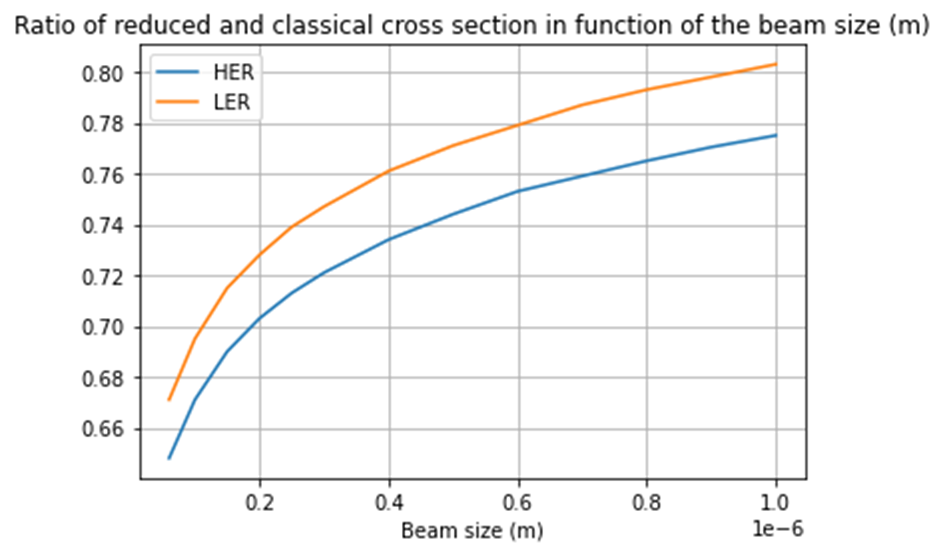 Ratio of reduced and classical cross section in function of the beam size (m)
HER
LER
0.80
0.78
0.76
0.74
0.72
0.70
0.68
0.66
0.2 0.4 0.6 0.8 1.0
Beam size (m)
1e−6